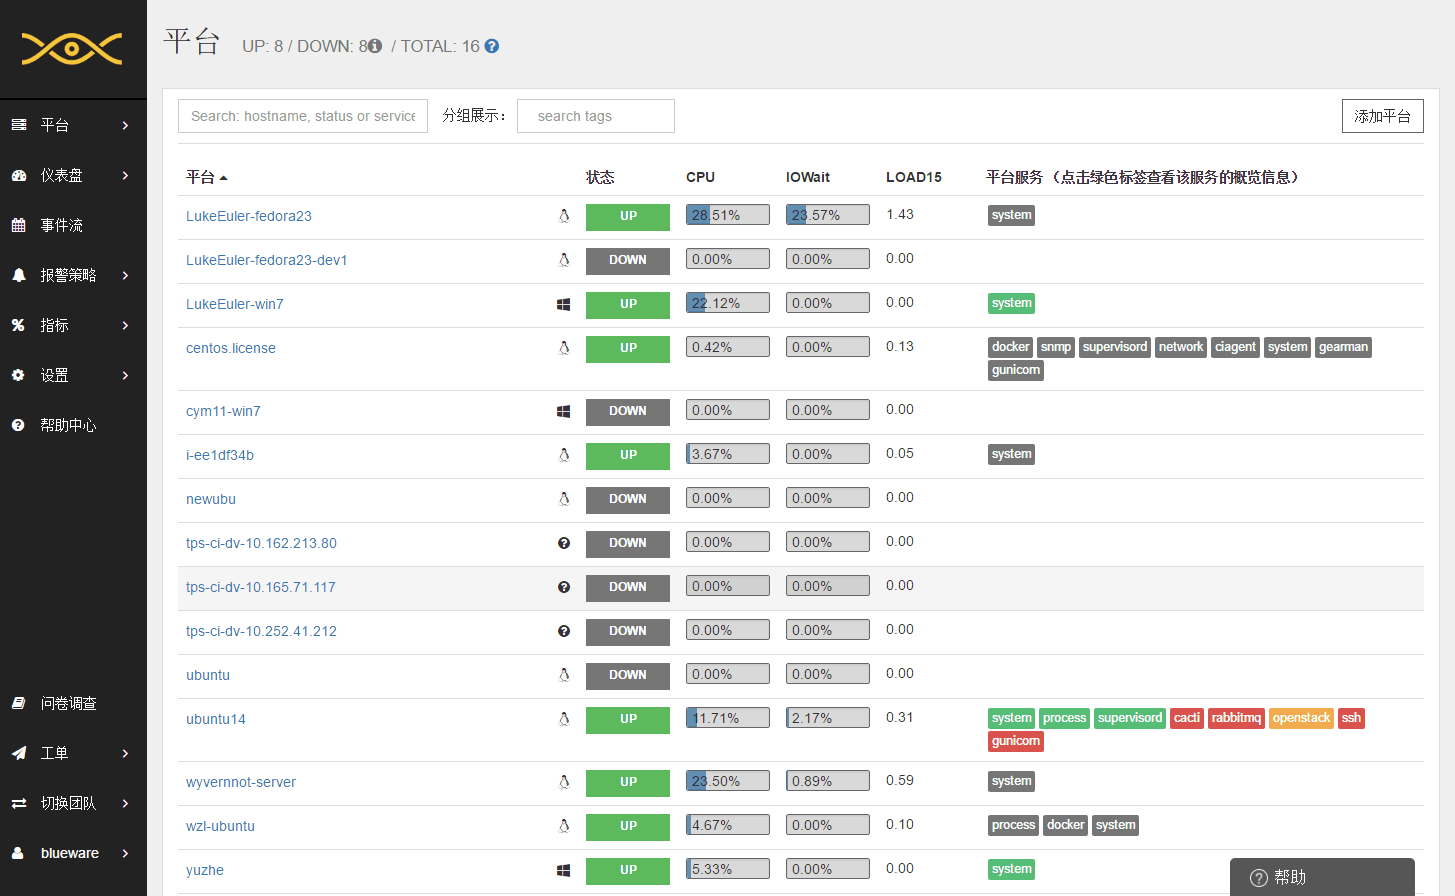 平台 UP: 8 / DOWN: 8 / TOTAL: 16
平台
仪表盘
事件流
报警策略
指标
设置
帮助中心
问卷调查
工单
切换团队
blueware
Search: hostname, status or service 分组展示： search tags 添加平台
平台 状态 CPU IOWait LOAD15 平台服务（点击绿色标签查看该服务的概览信息）
LukeEuler-fedora23 UP 28.51% 23.57% 1.43 system
LukeEuler-fedora23-dev1 DOWN 0.00% 0.00% 0.00
LukeEuler-win7 UP 22.12% 0.00% 0.00 system
centos.license UP 0.42% 0.00% 0.13 docker snmp supervisord network ciagent system gearman
gunicorn
cym11-win7 DOWN 0.00% 0.00% 0.00
i-ee1df34b UP 3.67% 0.00% 0.05 system
newubu DOWN 0.00% 0.00% 0.00
tps-ci-dv-10.162.213.80 DOWN 0.00% 0.00% 0.00
tps-ci-dv-10.165.71.117 DOWN 0.00% 0.00% 0.00
tps-ci-dv-10.252.41.212 DOWN 0.00% 0.00% 0.00
ubuntu DOWN 0.00% 0.00% 0.00
ubuntu14 UP 11.71% 2.17% 0.31 system process supervisord cacti rabbitmq openstack ssh
gunicorn
wyvernnot-server UP 23.50% 0.89% 0.59 system
wzl-ubuntu UP 4.67% 0.00% 0.10 process docker system
yuzhe UP 5.33% 0.00% 0.00 system
帮助